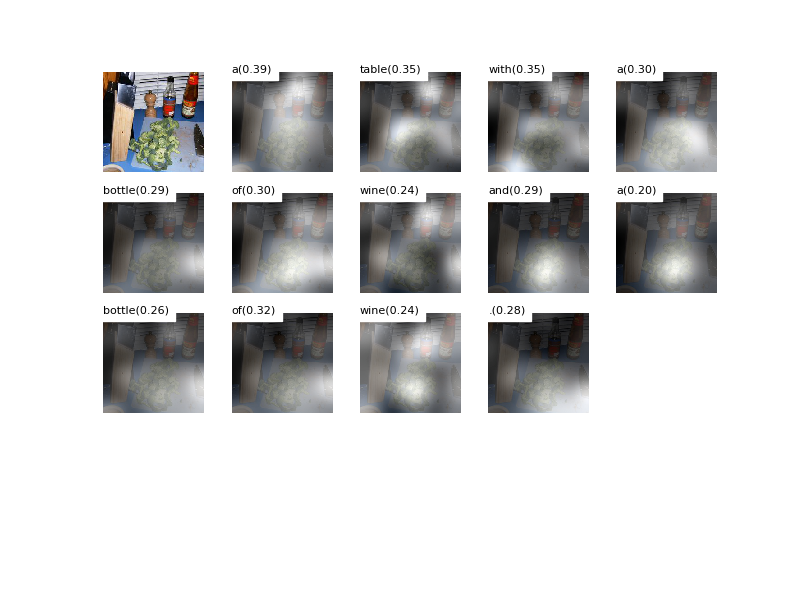 a(0.39) table(0.35) with(0.35) a(0.30)
bottle(0.29) of(0.30) wine(0.24) and(0.29) a(0.20)
bottle(0.26) of(0.32) wine(0.24) .(0.28)